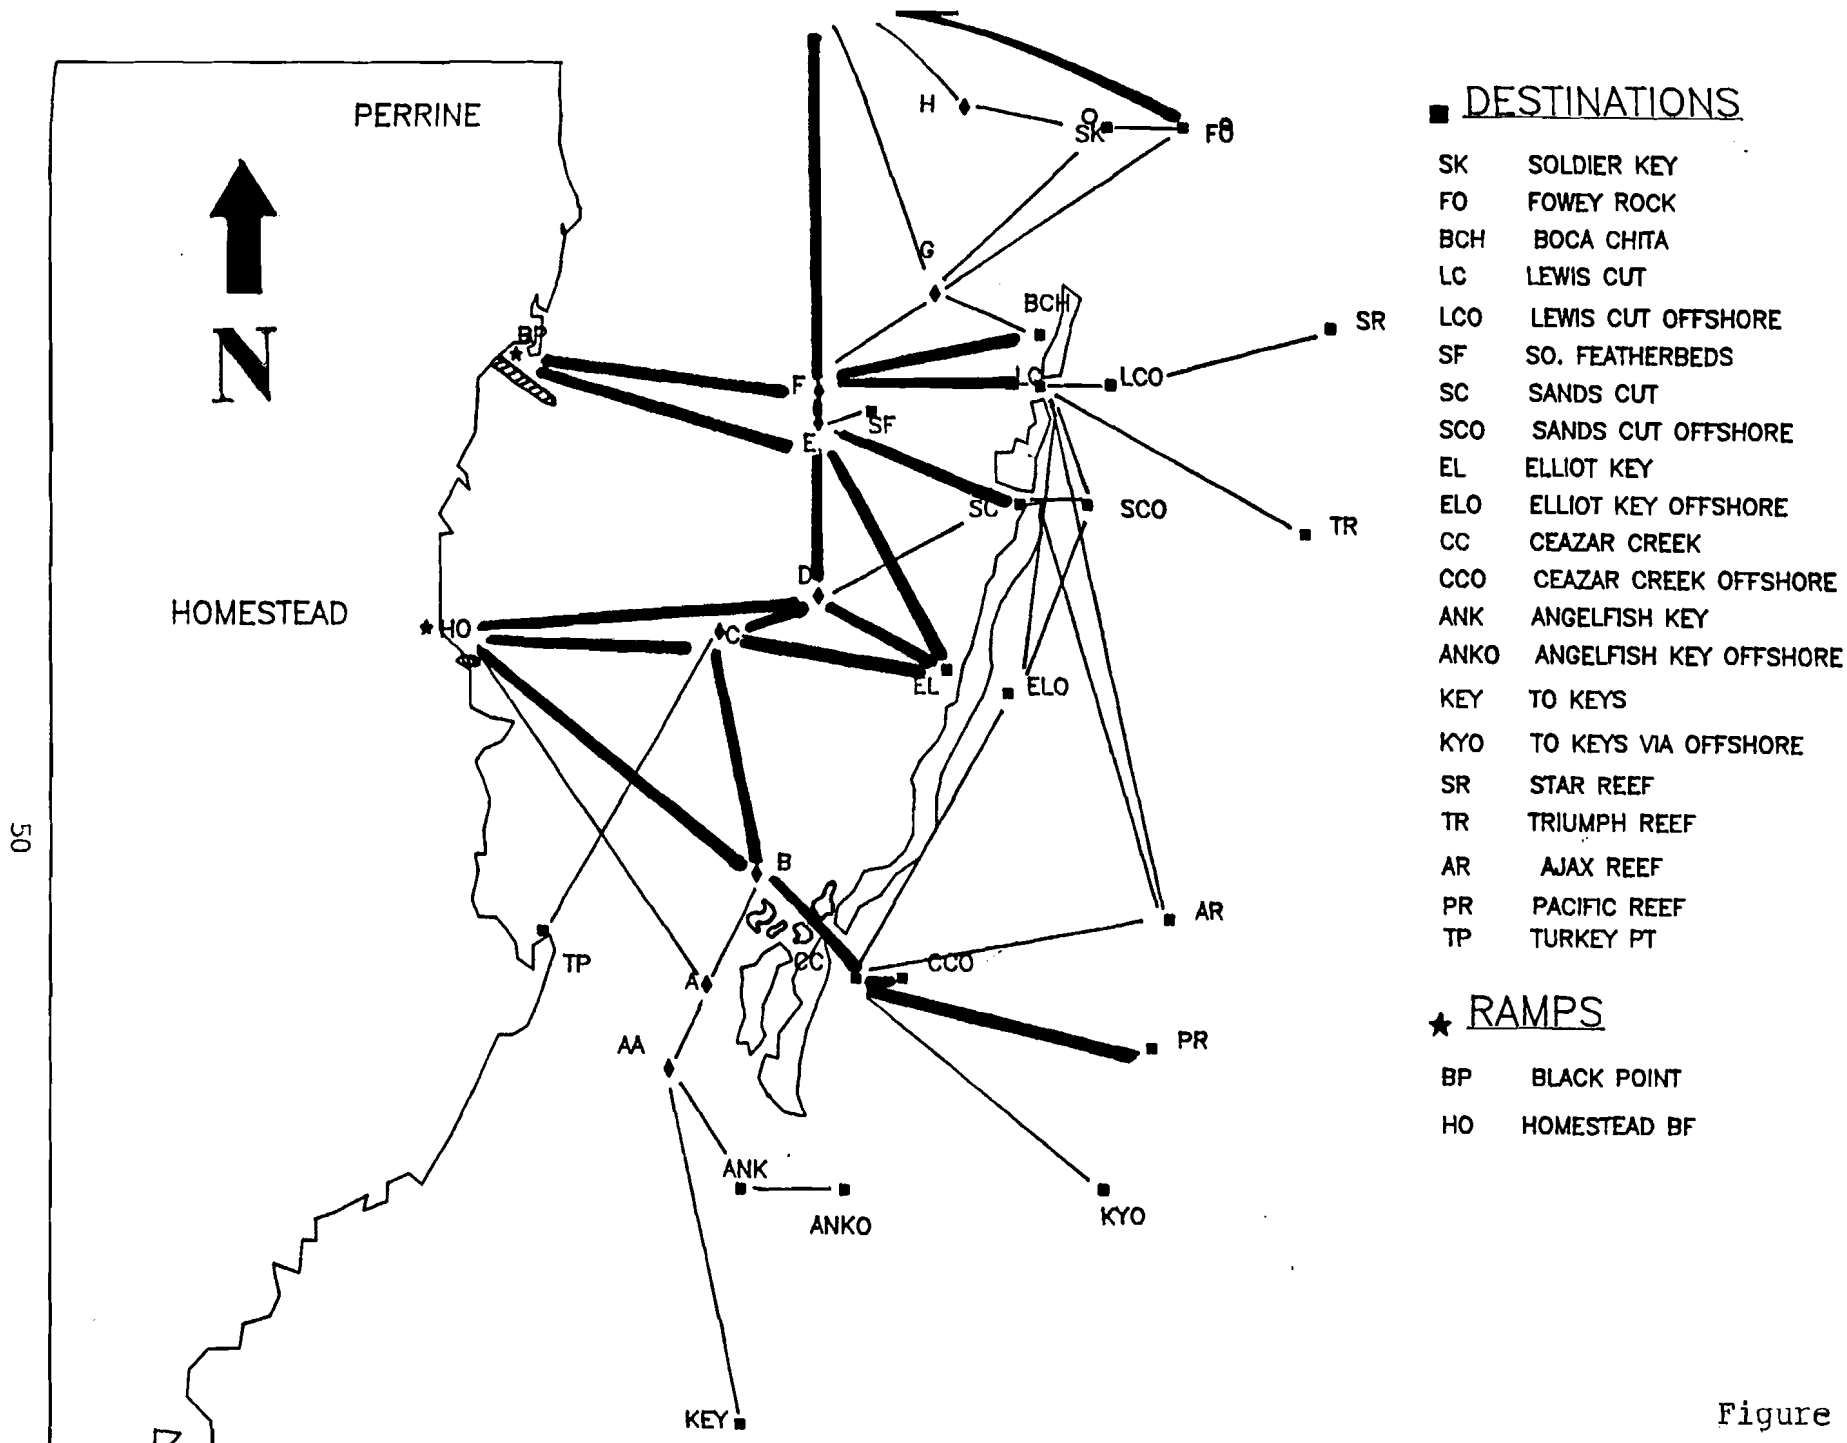 PERRINE
N
HOMESTEAD
50
H
O
SK
FO
G
BCH
SR
BP
F
LC
LCO
SF
E
SC
SCO
TR
D
HO
C
EL
ELO
B
AR
TP
CC
CCO
A
AA
PR
ANK
ANKO
KYO
KEY
DESTINATIONS
SK SOLDIER KEY
FO FOWEY ROCK
BCH BOCA CHITA
LC LEWIS CUT
LCO LEWIS CUT OFFSHORE
SF SO. FEATHERBEDS
SC SANDS CUT
SCO SANDS CUT OFFSHORE
EL ELLIOT KEY
ELO ELLIOT KEY OFFSHORE
CC CEAZAR CREEK
CCO CEAZAR CREEK OFFSHORE
ANK ANGELFISH KEY
ANKO ANGELFISH KEY OFFSHORE
KEY TO KEYS
KYO TO KEYS VIA OFFSHORE
SR STAR REEF
TR TRIUMPH REEF
AR AJAX REEF
PR PACIFIC REEF
TP TURKEY PT
RAMPS
BP BLACK POINT
HO HOMESTEAD BF
Figure